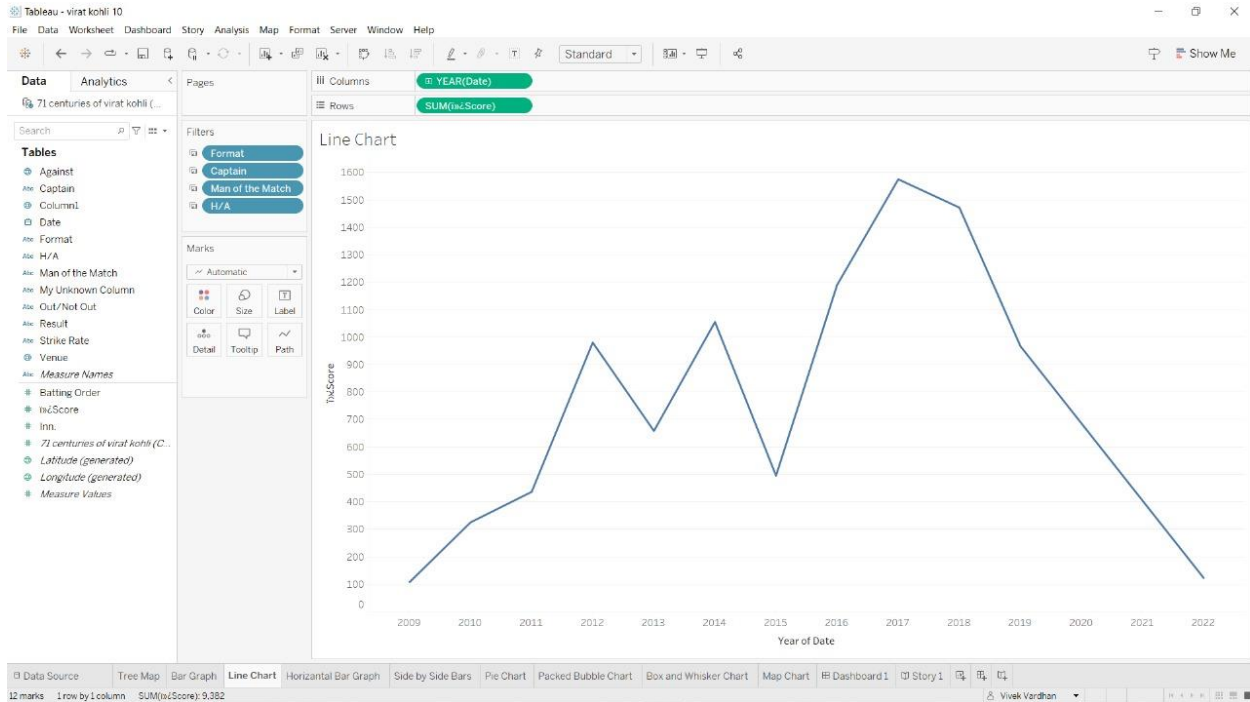 Tableau - virat kohli 10
File Data Worksheet Dashboard Story Analysis Map Format Server Window Help
Standard
Show Me
Data Analytics
71 centuries of virat kohli (...
Search
Tables
Against
Captain
Column1
Date
Format
H/A
Man of the Match
My Unknown Column
Out/Not Out
Result
Strike Rate
Venue
Measure Names
Batting Order
ï»¿Score
Inn.
71 centuries of virat kohli (C...
Latitude (generated)
Longitude (generated)
Measure Values
Pages
Filters
Format
Captain
Man of the Match
H/A
Marks
Automatic
Color Size Label
Detail Tooltip Path
Columns YEAR(Date)
Rows SUM(ï»¿Score)
Line Chart
1600
1500
1400
1300
1200
1100
1000
900
800
700
600
500
400
300
200
100
0
ï»¿Score
2009 2010 2011 2012 2013 2014 2015 2016 2017 2018 2019 2020 2021 2022
Year of Date
Data Source Tree Map Bar Graph Line Chart Horizantal Bar Graph Side by Side Bars Pie Chart Packed Bubble Chart Box and Whisker Chart Map Chart Dashboard 1 Story 1
12 marks 1 row by 1 column SUM(ï»¿Score): 9,382 Vivek Vardhan